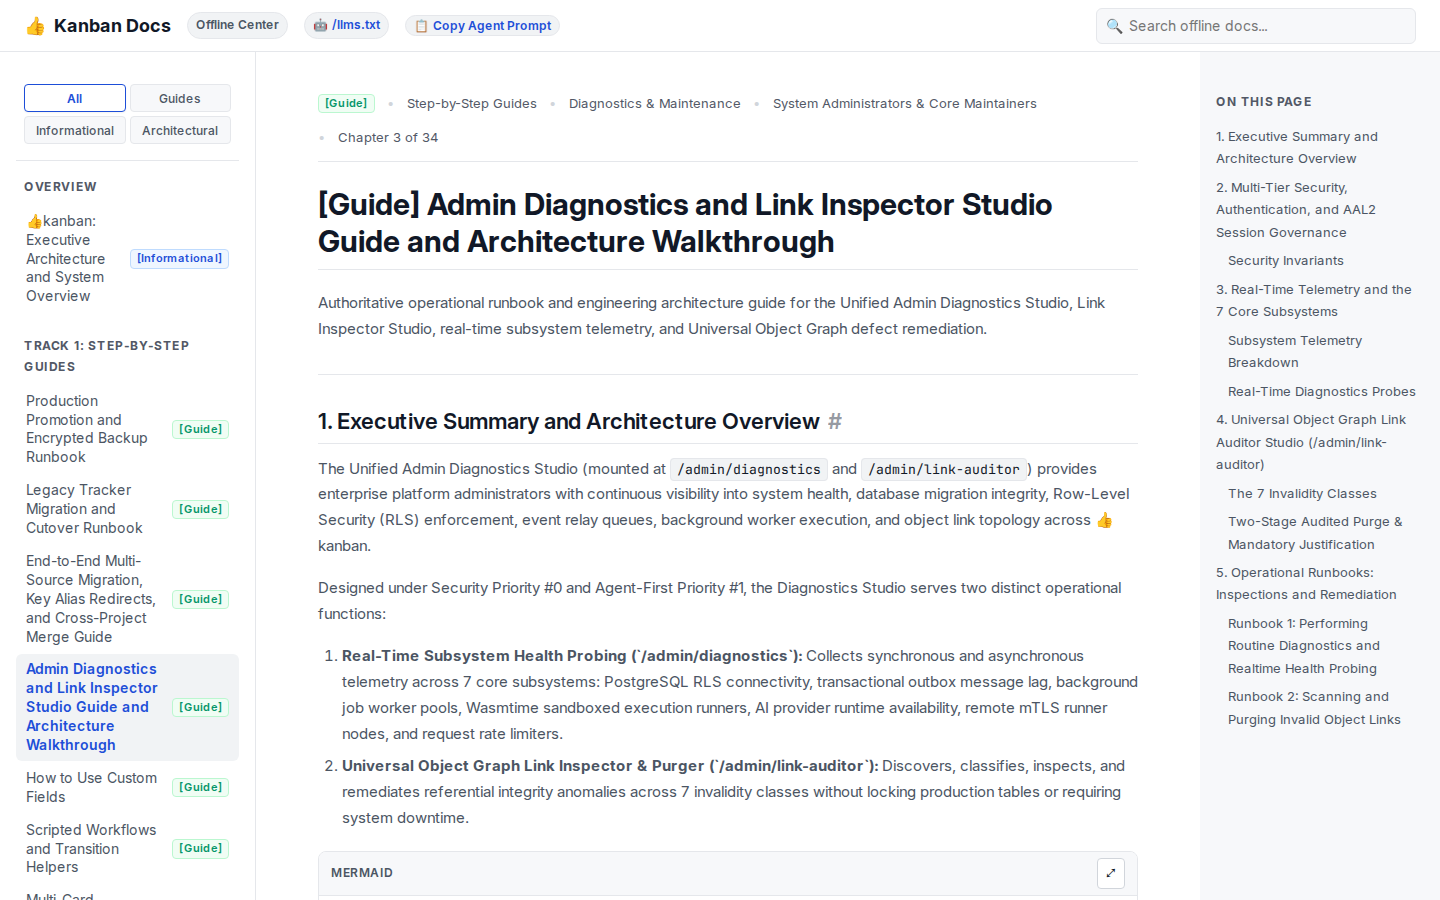 👍 Kanban Docs
Offline Center
🤖 /llms.txt
📋 Copy Agent Prompt
🔍 Search offline docs...
All
Guides
Informational
Architectural
OVERVIEW
👍kanban:
Executive
Architecture
and System
Overview
[Informational]
TRACK 1: STEP-BY-STEP
GUIDES
Production
Promotion and
Encrypted Backup
Runbook
[Guide]
Legacy Tracker
Migration and
Cutover Runbook
[Guide]
End-to-End Multi-
Source Migration,
Key Alias Redirects,
and Cross-Project
Merge Guide
[Guide]
Admin Diagnostics
and Link Inspector
Studio Guide and
Architecture
Walkthrough
[Guide]
How to Use Custom
Fields
[Guide]
Scripted Workflows
and Transition
Helpers
[Guide]
Multi-Card
[Guide] • Step-by-Step Guides • Diagnostics & Maintenance • System Administrators & Core Maintainers
• Chapter 3 of 34
[Guide] Admin Diagnostics and Link Inspector Studio
Guide and Architecture Walkthrough
Authoritative operational runbook and engineering architecture guide for the Unified Admin Diagnostics Studio, Link
Inspector Studio, real-time subsystem telemetry, and Universal Object Graph defect remediation.
1. Executive Summary and Architecture Overview #
The Unified Admin Diagnostics Studio (mounted at /admin/diagnostics and /admin/link-auditor) provides
enterprise platform administrators with continuous visibility into system health, database migration integrity, Row-Level
Security (RLS) enforcement, event relay queues, background worker execution, and object link topology across 👍
kanban.
Designed under Security Priority #0 and Agent-First Priority #1, the Diagnostics Studio serves two distinct operational
functions:
1. Real-Time Subsystem Health Probing (`/admin/diagnostics`): Collects synchronous and asynchronous
telemetry across 7 core subsystems: PostgreSQL RLS connectivity, transactional outbox message lag, background
job worker pools, Wasmtime sandboxed execution runners, AI provider runtime availability, remote mTLS runner
nodes, and request rate limiters.
2. Universal Object Graph Link Inspector & Purger (`/admin/link-auditor`): Discovers, classifies, inspects, and
remediates referential integrity anomalies across 7 invalidity classes without locking production tables or requiring
system downtime.
MERMAID
⤢
ON THIS PAGE
1. Executive Summary and
Architecture Overview
2. Multi-Tier Security,
Authentication, and AAL2
Session Governance
Security Invariants
3. Real-Time Telemetry and the
7 Core Subsystems
Subsystem Telemetry
Breakdown
Real-Time Diagnostics Probes
4. Universal Object Graph Link
Auditor Studio (/admin/link-
auditor)
The 7 Invalidity Classes
Two-Stage Audited Purge &
Mandatory Justification
5. Operational Runbooks:
Inspections and Remediation
Runbook 1: Performing
Routine Diagnostics and
Realtime Health Probing
Runbook 2: Scanning and
Purging Invalid Object Links